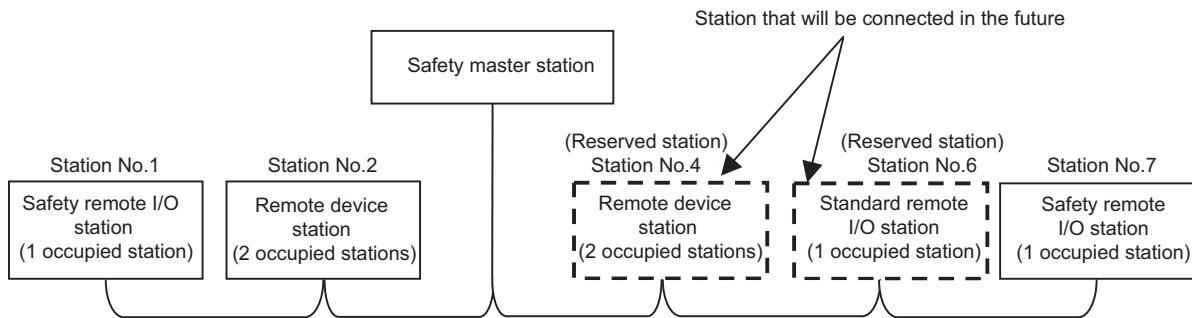 Station that will be connected in the future
Safety master station
Station No.1
Safety remote I/O
station
(1 occupied station)
Station No.2
Remote device
station
(2 occupied stations)
(Reserved station)
Station No.4
Remote device
station
(2 occupied stations)
(Reserved station)
Station No.6
Standard remote
I/O station
(1 occupied station)
Station No.7
Safety remote
I/O station
(1 occupied station)